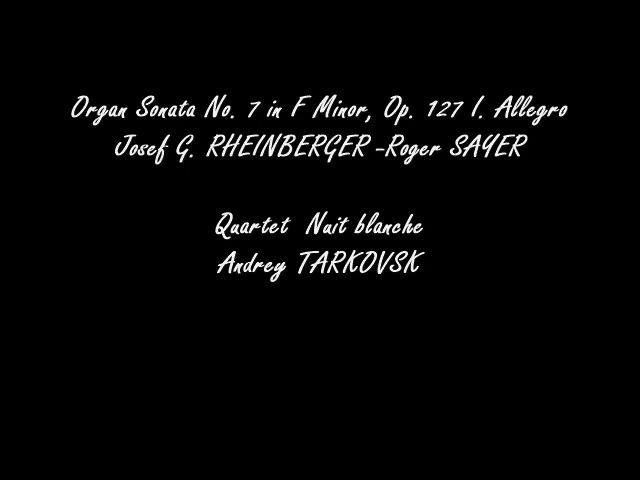 Organ Sonata No. 7 in F Minor, Op. 127 I. Allegro
Josef G. RHEINBERGER -Roger SAYER
Quartet Nuit blanche
Andrey TARKOVSK